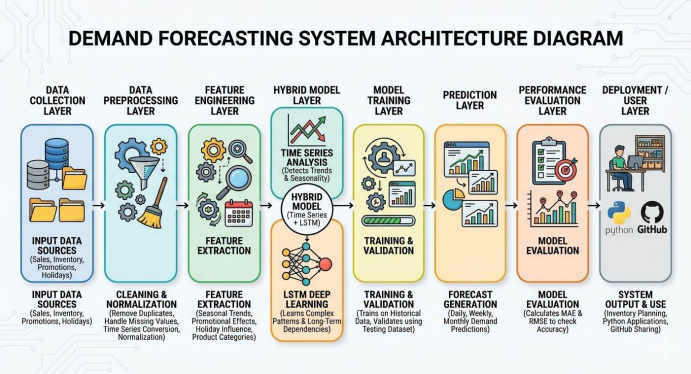 DEMAND FORECASTING SYSTEM ARCHITECTURE DIAGRAM
DATA
COLLECTION
LAYER
INPUT DATA
SOURCES
(Sales, Inventory,
Promotions,
Holidays)
INPUT DATA
SOURCES
(Sales, Inventory,
Promotions, Holidays)
DATA
PREPROCESSING
LAYER
CLEANING &
NORMALIZATION
(Remove Duplicates,
Handle Missing Values,
Time Series Conversion,
Normalization)
FEATURE
ENGINEERING
LAYER
FEATURE
EXTRACTION
FEATURE
EXTRACTION
(Seasonal Trends,
Promotional Effects,
Holiday Influence,
Product Categories)
HYBRID MODEL
LAYER
TIME SERIES
ANALYSIS
(Detects Trends
& Seasonality)
HYBRID
MODEL
(Time Series
+ LSTM)
LSTM DEEP
LEARNING
(Learns Complex
Patterns & Long-Term
Dependencies)
MODEL
TRAINING
LAYER
TRAINING &
VALIDATION
TRAINING &
VALIDATION
(Trains on Historical
Data, Validates using
Testing Dataset)
PREDICTION
LAYER
FORECAST
GENERATION
(Daily, Weekly,
Monthly Demand
Predictions)
PERFORMANCE
EVALUATION
LAYER
MODEL
EVALUATION
MODEL
EVALUATION
(Calculates MAE &
RMSE to check
Accuracy)
DEPLOYMENT /
USER
LAYER
python
GitHub
SYSTEM
OUTPUT & USE
(Inventory Planning,
Python Applications,
GitHub Sharing)